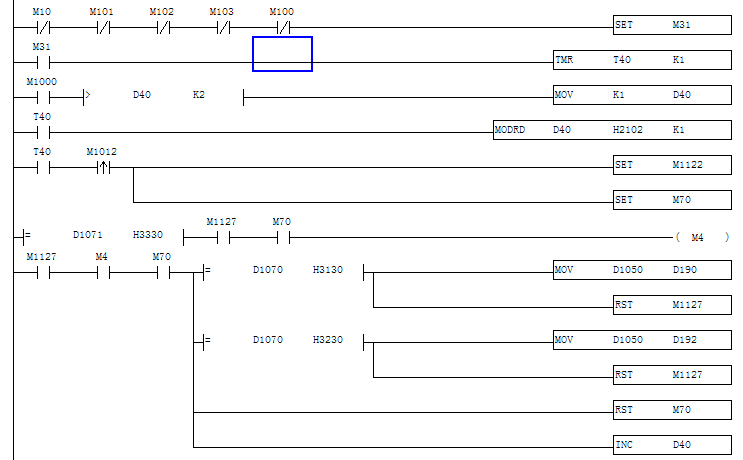 M10 M101 M102 M103 M100
SET M31
M31
TMR T40 K1
M1000
> D40 K2 MOV K1 D40
T40
MODRD D40 H2102 K1
T40 M1012
SET M1122
SET M70
M1127 M70
= D1071 H3330 ( M4 )
M1127 M4 M70
= D1070 H3130 MOV D1050 D190
RST M1127
= D1070 H3230 MOV D1050 D192
RST M1127
RST M70
INC D40